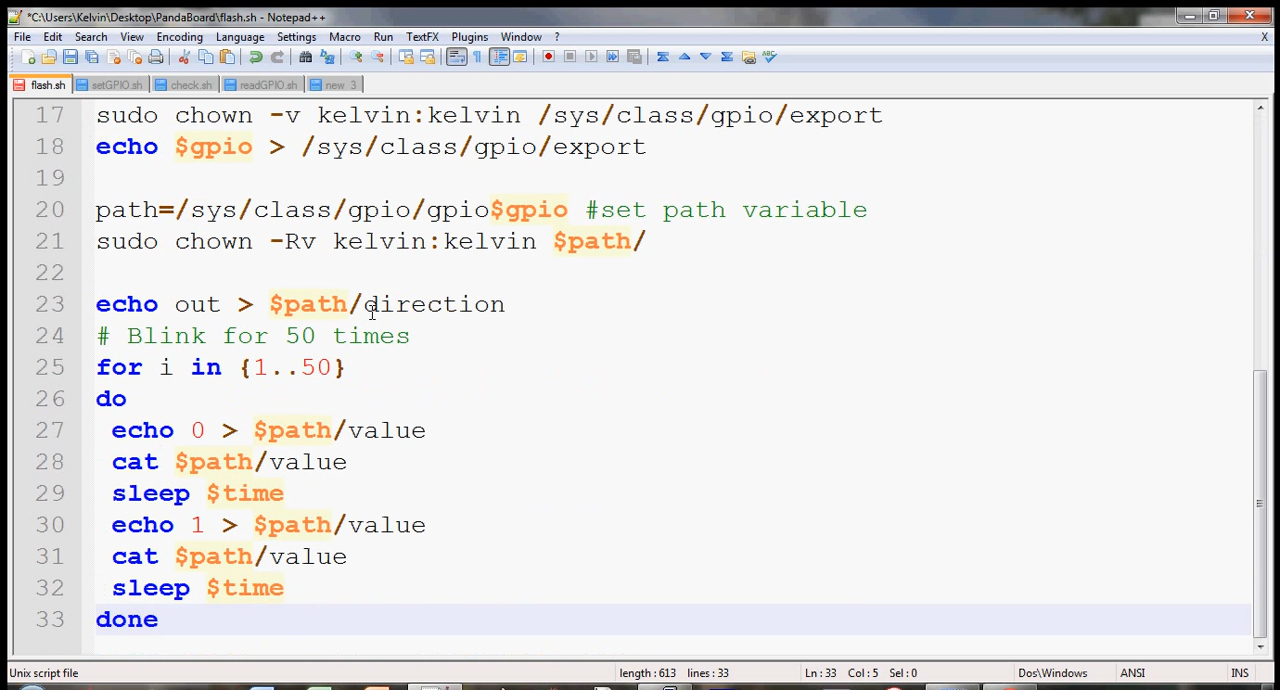 *C:\Users\Kelvin\Desktop\PandaBoard\flash.sh - Notepad++
File Edit Search View Encoding Language Settings Macro Run TextFX Plugins Window ? X
flash.sh setGPIO.sh check.sh readGPIO.sh new 3
17 sudo chown -v kelvin:kelvin /sys/class/gpio/export
18 echo $gpio > /sys/class/gpio/export
19
20 path=/sys/class/gpio/gpio$gpio #set path variable
21 sudo chown -Rv kelvin:kelvin $path/
22
23 echo out > $path/direction
24 # Blink for 50 times
25 for i in {1..50}
26 do
27 echo 0 > $path/value
28 cat $path/value
29 sleep $time
30 echo 1 > $path/value
31 cat $path/value
32 sleep $time
33 done
Unix script file length : 613 lines : 33 Ln : 33 Col : 5 Sel : 0 Dos\Windows ANSI INS